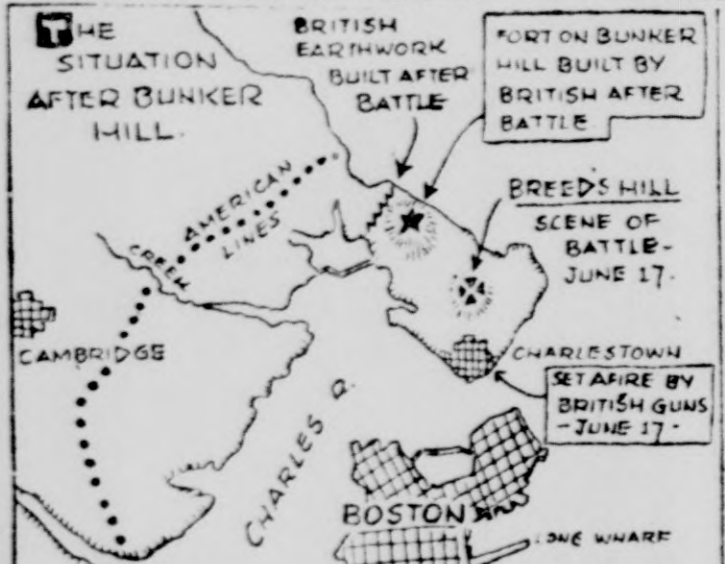 THE
SITUATION
AFTER BUNKER
HILL.
BRITISH
EARTHWORK
BUILT AFTER
BATTLE
FORT ON BUNKER
HILL BUILT BY
BRITISH AFTER
BATTLE.
BREED'S HILL
SCENE OF
BATTLE-
JUNE 17.
AMERICAN
LINES
CREEK
CAMBRIDGE
CHARLESTOWN
SET AFIRE BY
BRITISH GUNS
-JUNE 17-
CHARLES R.
BOSTON
LONG WHARF